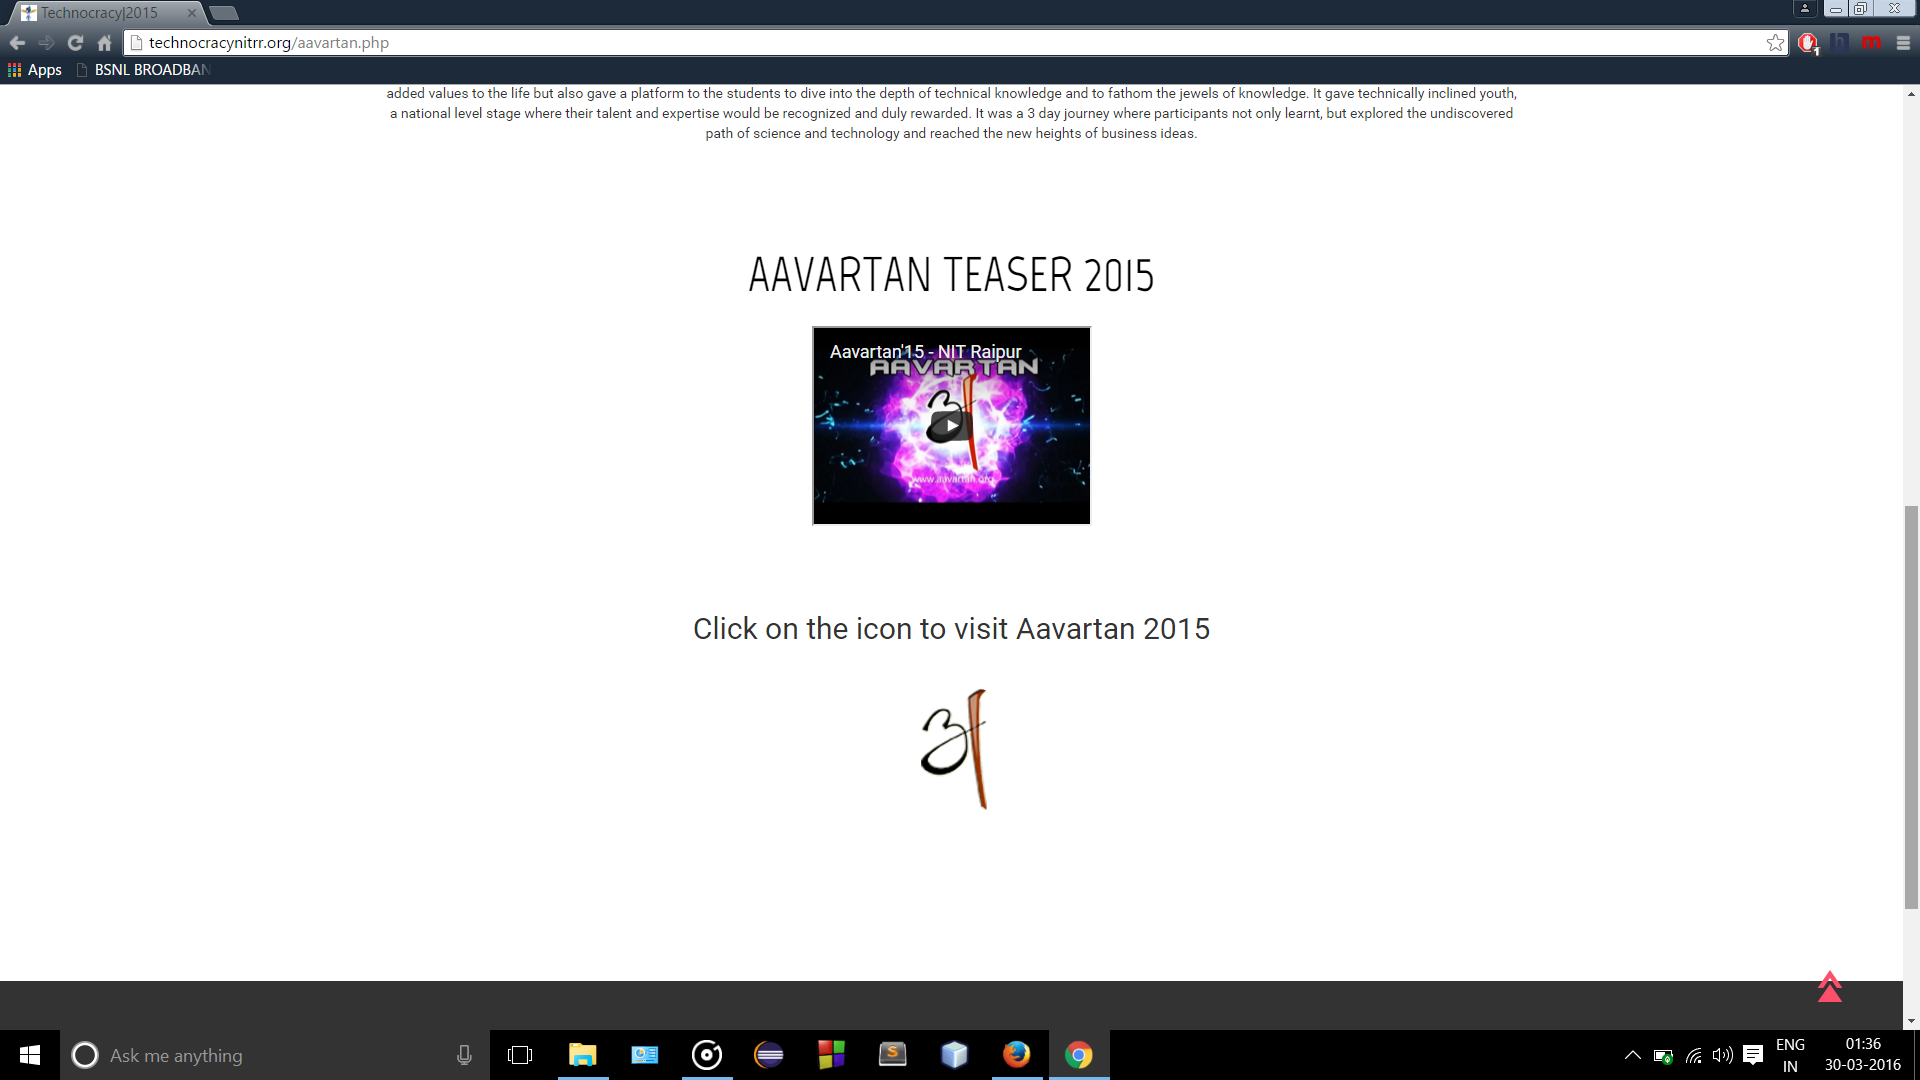 Technocracy|2015
technocracynitrr.org/aavartan.php
Apps
BSNL BROADBAN
added values to the life but also gave a platform to the students to dive into the depth of technical knowledge and to fathom the jewels of knowledge. It gave technically inclined youth,
a national level stage where their talent and expertise would be recognized and duly rewarded. It was a 3 day journey where participants not only learnt, but explored the undiscovered
path of science and technology and reached the new heights of business ideas.
AAVARTAN TEASER 2015
Aavartan'15 - NIT Raipur
AAVARTAN
www.aavartan.org
Click on the icon to visit Aavartan 2015
Ask me anything
ENG
IN
01:36
30-03-2016